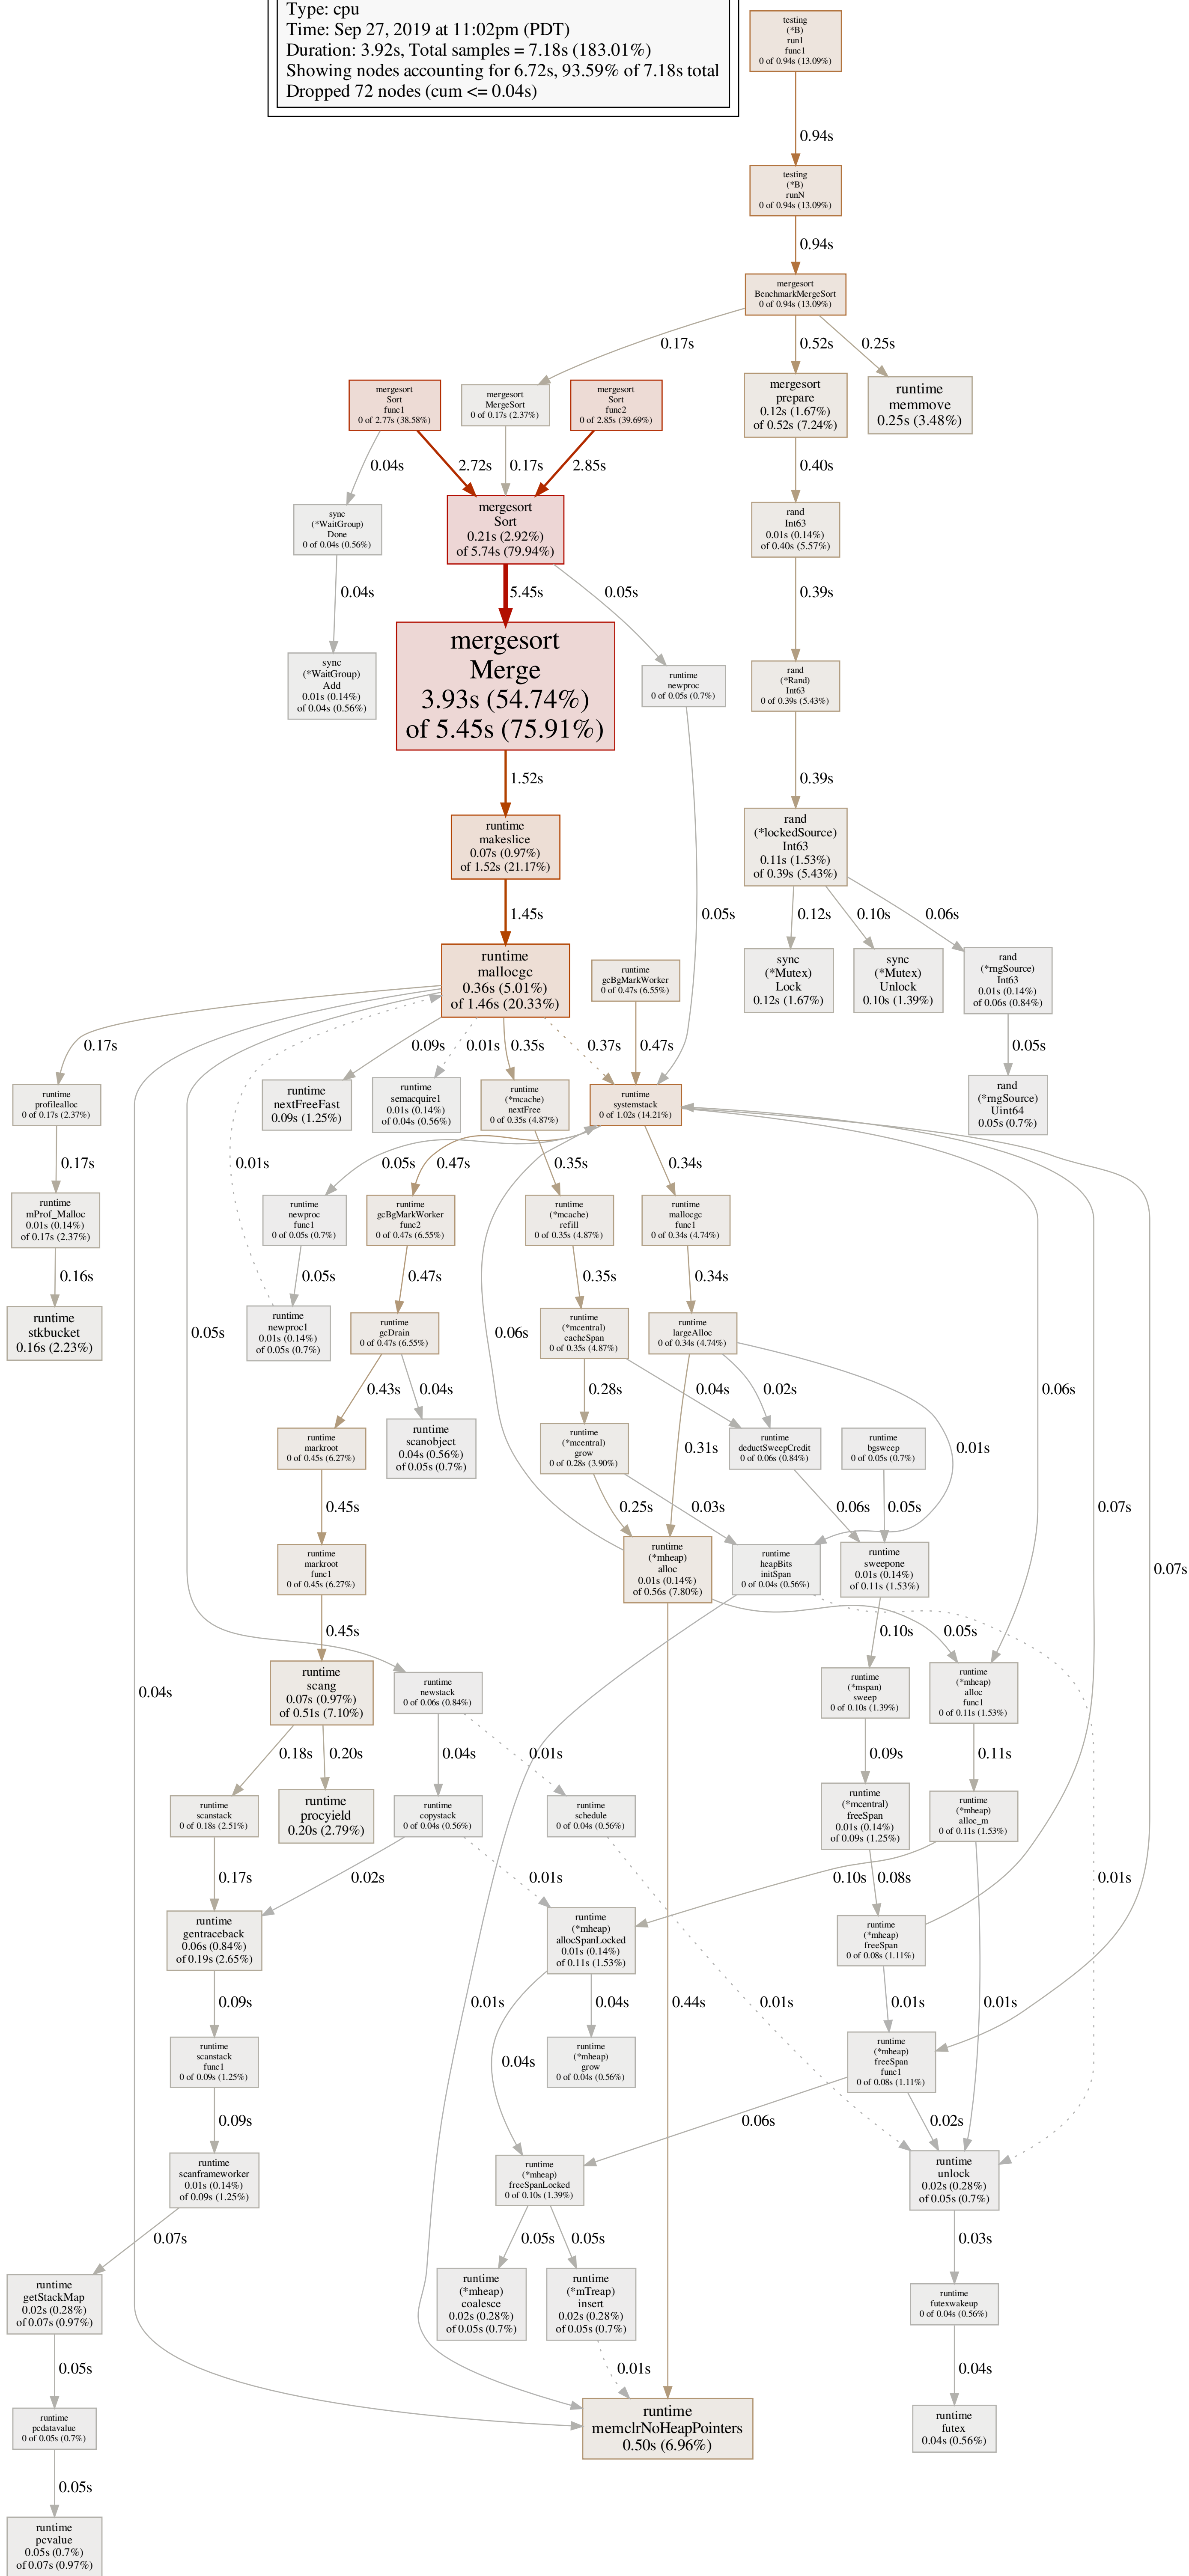 Type: cpu
Time: Sep 27, 2019 at 11:02pm (PDT)
Duration: 3.92s, Total samples = 7.18s (183.01%)
Showing nodes accounting for 6.72s, 93.59% of 7.18s total
Dropped 72 nodes (cum <= 0.04s)
testing
(*B)
run1
func1
0 of 0.94s (13.09%)
0.94s
testing
(*B)
runN
0 of 0.94s (13.09%)
0.94s
mergesort
BenchmarkMergeSort
0 of 0.94s (13.09%)
0.17s
0.52s
0.25s
mergesort
Sort
func1
0 of 2.77s (38.58%)
mergesort
MergeSort
0 of 0.17s (2.37%)
mergesort
Sort
func2
0 of 2.85s (39.69%)
mergesort
prepare
0.12s (1.67%)
of 0.52s (7.24%)
runtime
memmove
0.25s (3.48%)
0.04s
2.72s
0.17s
2.85s
0.40s
sync
(*WaitGroup)
Done
0 of 0.04s (0.56%)
mergesort
Sort
0.21s (2.92%)
of 5.74s (79.94%)
rand
Int63
0.01s (0.14%)
of 0.40s (5.57%)
0.04s
5.45s
0.05s
0.39s
sync
(*WaitGroup)
Add
0.01s (0.14%)
of 0.04s (0.56%)
mergesort
Merge
3.93s (54.74%)
of 5.45s (75.91%)
runtime
newproc
0 of 0.05s (0.7%)
rand
(*Rand)
Int63
0 of 0.39s (5.43%)
1.52s
0.39s
runtime
makeslice
0.07s (0.97%)
of 1.52s (21.17%)
rand
(*lockedSource)
Int63
0.11s (1.53%)
of 0.39s (5.43%)
1.45s
0.05s
0.12s
0.10s
0.06s
runtime
mallocgc
0.36s (5.01%)
of 1.46s (20.33%)
runtime
gcBgMarkWorker
0 of 0.47s (6.55%)
sync
(*Mutex)
Lock
0.12s (1.67%)
sync
(*Mutex)
Unlock
0.10s (1.39%)
rand
(*rngSource)
Int63
0.01s (0.14%)
of 0.06s (0.84%)
0.17s
0.09s
0.01s
0.35s
0.37s
0.47s
0.05s
runtime
profilealloc
0 of 0.17s (2.37%)
runtime
nextFreeFast
0.09s (1.25%)
runtime
semacquire1
0.01s (0.14%)
of 0.04s (0.56%)
runtime
(*mcache)
nextFree
0 of 0.35s (4.87%)
runtime
systemstack
0 of 1.02s (14.21%)
rand
(*rngSource)
Uint64
0.05s (0.7%)
0.17s
0.01s
0.05s
0.47s
0.35s
0.34s
runtime
mProf_Malloc
0.01s (0.14%)
of 0.17s (2.37%)
runtime
newproc
func1
0 of 0.05s (0.7%)
runtime
gcBgMarkWorker
func2
0 of 0.47s (6.55%)
runtime
(*mcache)
refill
0 of 0.35s (4.87%)
runtime
mallocgc
func1
0 of 0.34s (4.74%)
0.16s
0.05s
0.47s
0.35s
0.34s
runtime
stkbucket
0.16s (2.23%)
0.05s
runtime
newproc1
0.01s (0.14%)
of 0.05s (0.7%)
runtime
gcDrain
0 of 0.47s (6.55%)
0.06s
runtime
(*mcentral)
cacheSpan
0 of 0.35s (4.87%)
runtime
largeAlloc
0 of 0.34s (4.74%)
0.43s
0.04s
0.28s
0.04s
0.02s
0.06s
runtime
markroot
0 of 0.45s (6.27%)
runtime
scanobject
0.04s (0.56%)
of 0.05s (0.7%)
runtime
(*mcentral)
grow
0 of 0.28s (3.90%)
0.31s
runtime
deductSweepCredit
0 of 0.06s (0.84%)
runtime
bgsweep
0 of 0.05s (0.7%)
0.01s
0.45s
0.25s
0.03s
0.06s
0.05s
0.07s
runtime
markroot
func1
0 of 0.45s (6.27%)
runtime
(*mheap)
alloc
0.01s (0.14%)
of 0.56s (7.80%)
runtime
heapBits
initSpan
0 of 0.04s (0.56%)
runtime
sweepone
0.01s (0.14%)
of 0.11s (1.53%)
0.07s
0.45s
0.10s
0.05s
0.04s
runtime
scang
0.07s (0.97%)
of 0.51s (7.10%)
runtime
newstack
0 of 0.06s (0.84%)
runtime
(*mspan)
sweep
0 of 0.10s (1.39%)
runtime
(*mheap)
alloc
func1
0 of 0.11s (1.53%)
0.18s
0.20s
0.04s
0.01s
0.09s
0.11s
runtime
scanstack
0 of 0.18s (2.51%)
runtime
procyield
0.20s (2.79%)
runtime
copystack
0 of 0.04s (0.56%)
runtime
schedule
0 of 0.04s (0.56%)
runtime
(*mcentral)
freeSpan
0.01s (0.14%)
of 0.09s (1.25%)
runtime
(*mheap)
alloc_m
0 of 0.11s (1.53%)
0.17s
0.02s
0.01s
0.10s
0.08s
0.01s
runtime
gentraceback
0.06s (0.84%)
of 0.19s (2.65%)
runtime
(*mheap)
allocSpanLocked
0.01s (0.14%)
of 0.11s (1.53%)
runtime
(*mheap)
freeSpan
0 of 0.08s (1.11%)
0.09s
0.01s
0.04s
0.44s
0.01s
0.01s
0.01s
runtime
scanstack
func1
0 of 0.09s (1.25%)
0.04s
runtime
(*mheap)
grow
0 of 0.04s (0.56%)
runtime
(*mheap)
freeSpan
func1
0 of 0.08s (1.11%)
0.09s
0.06s
0.02s
runtime
scanframeworker
0.01s (0.14%)
of 0.09s (1.25%)
runtime
(*mheap)
freeSpanLocked
0 of 0.10s (1.39%)
runtime
unlock
0.02s (0.28%)
of 0.05s (0.7%)
0.07s
0.05s
0.05s
0.03s
runtime
getStackMap
0.02s (0.28%)
of 0.07s (0.97%)
runtime
(*mheap)
coalesce
0.02s (0.28%)
of 0.05s (0.7%)
runtime
(*mTreap)
insert
0.02s (0.28%)
of 0.05s (0.7%)
runtime
futexwakeup
0 of 0.04s (0.56%)
0.05s
0.01s
0.04s
runtime
pcdatavalue
0 of 0.05s (0.7%)
runtime
memclrNoHeapPointers
0.50s (6.96%)
runtime
futex
0.04s (0.56%)
0.05s
runtime
pcvalue
0.05s (0.7%)
of 0.07s (0.97%)